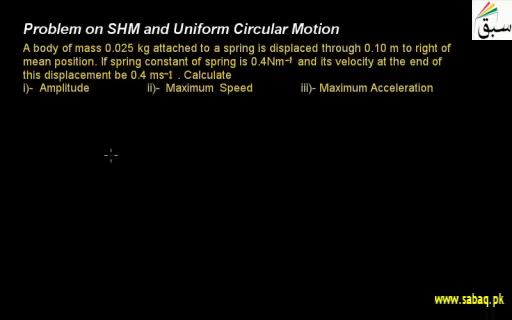 Problem on SHM and Uniform Circular Motion
سبق
A body of mass 0.025 kg attached to a spring is displaced through 0.10 m to right of
mean position. If spring constant of spring is 0.4Nm⁻¹ and its velocity at the end of
this displacement be 0.4 ms⁻¹ . Calculate
i)- Amplitude ii)- Maximum Speed iii)- Maximum Acceleration
www.sabaq.pk